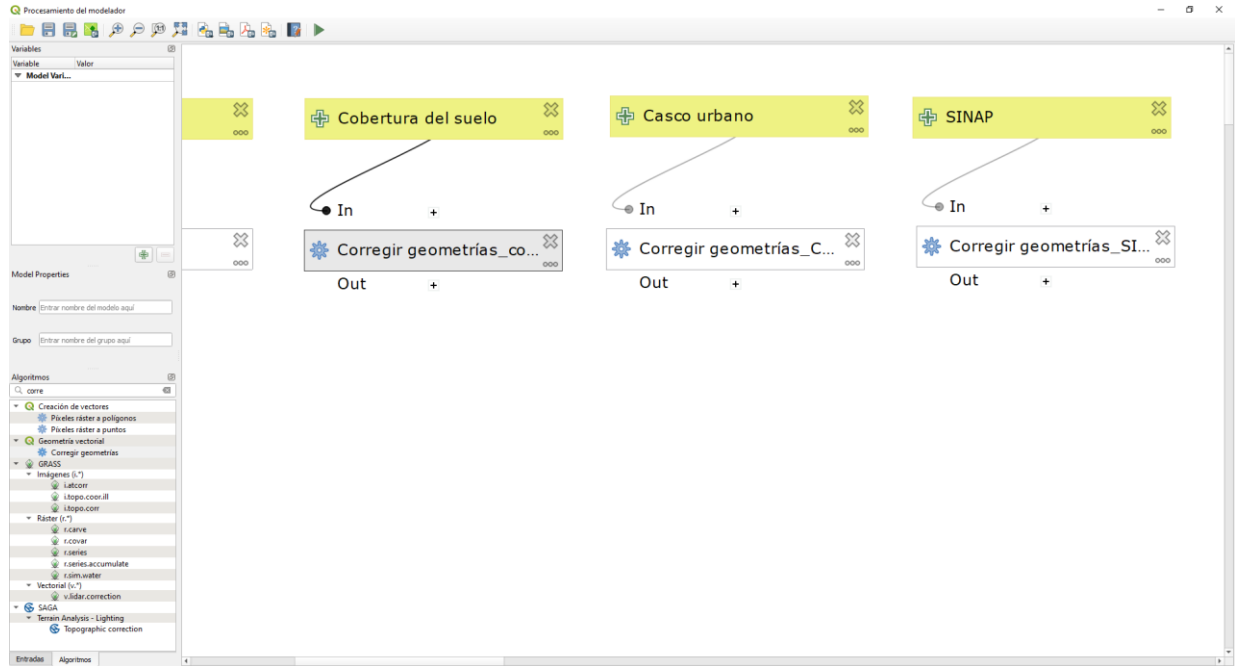 Procesamiento del modelador
Variables
Variable Valor
Model Vari...
Model Properties
Nombre Entrar nombre del modelo aquí
Grupo Entrar nombre del grupo aquí
Algoritmos
corre
Creación de vectores
Píxeles ráster a polígonos
Píxeles ráster a puntos
Geometría vectorial
Corregir geometrías
GRASS
Imágenes (i.*)
i.atcorr
i.topo.coor.ill
i.topo.corr
Ráster (r.*)
r.carve
r.covar
r.series
r.series.accumulate
r.sim.water
Vectorial (v.*)
v.lidar.correction
SAGA
Terrain Analysis - Lighting
Topographic correction
Entradas Algoritmos
Cobertura del suelo
In +
Corregir geometrías_co...
Out +
Casco urbano
In +
Corregir geometrías_C...
Out +
SINAP
In +
Corregir geometrías_SI...
Out +